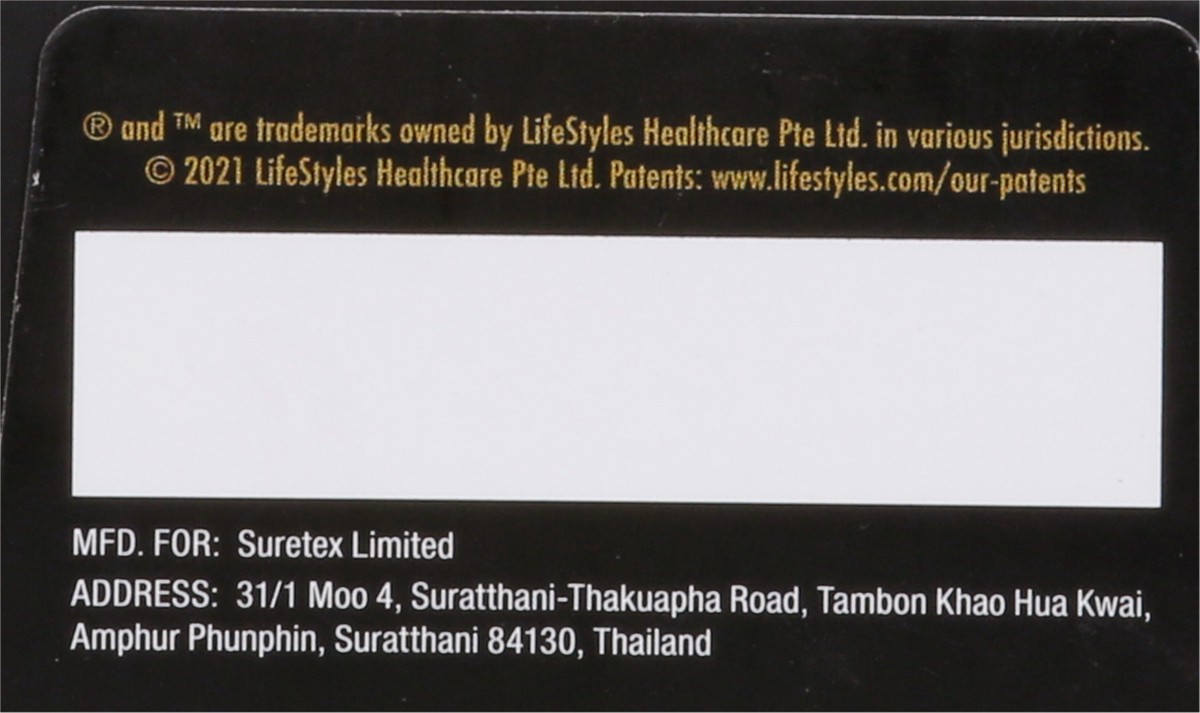 ® and ™ are trademarks owned by LifeStyles Healthcare Pte Ltd. in various jurisdictions.
© 2021 LifeStyles Healthcare Pte Ltd. Patents: www.lifestyles.com/our-patents
MFD. FOR: Suretex Limited
ADDRESS: 31/1 Moo 4, Suratthani-Thakuapha Road, Tambon Khao Hua Kwai,
Amphur Phunphin, Suratthani 84130, Thailand